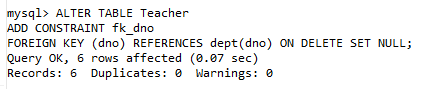 mysql> ALTER TABLE Teacher
ADD CONSTRAINT fk_dno
FOREIGN KEY (dno) REFERENCES dept(dno) ON DELETE SET NULL;
Query OK, 6 rows affected (0.07 sec)
Records: 6  Duplicates: 0  Warnings: 0